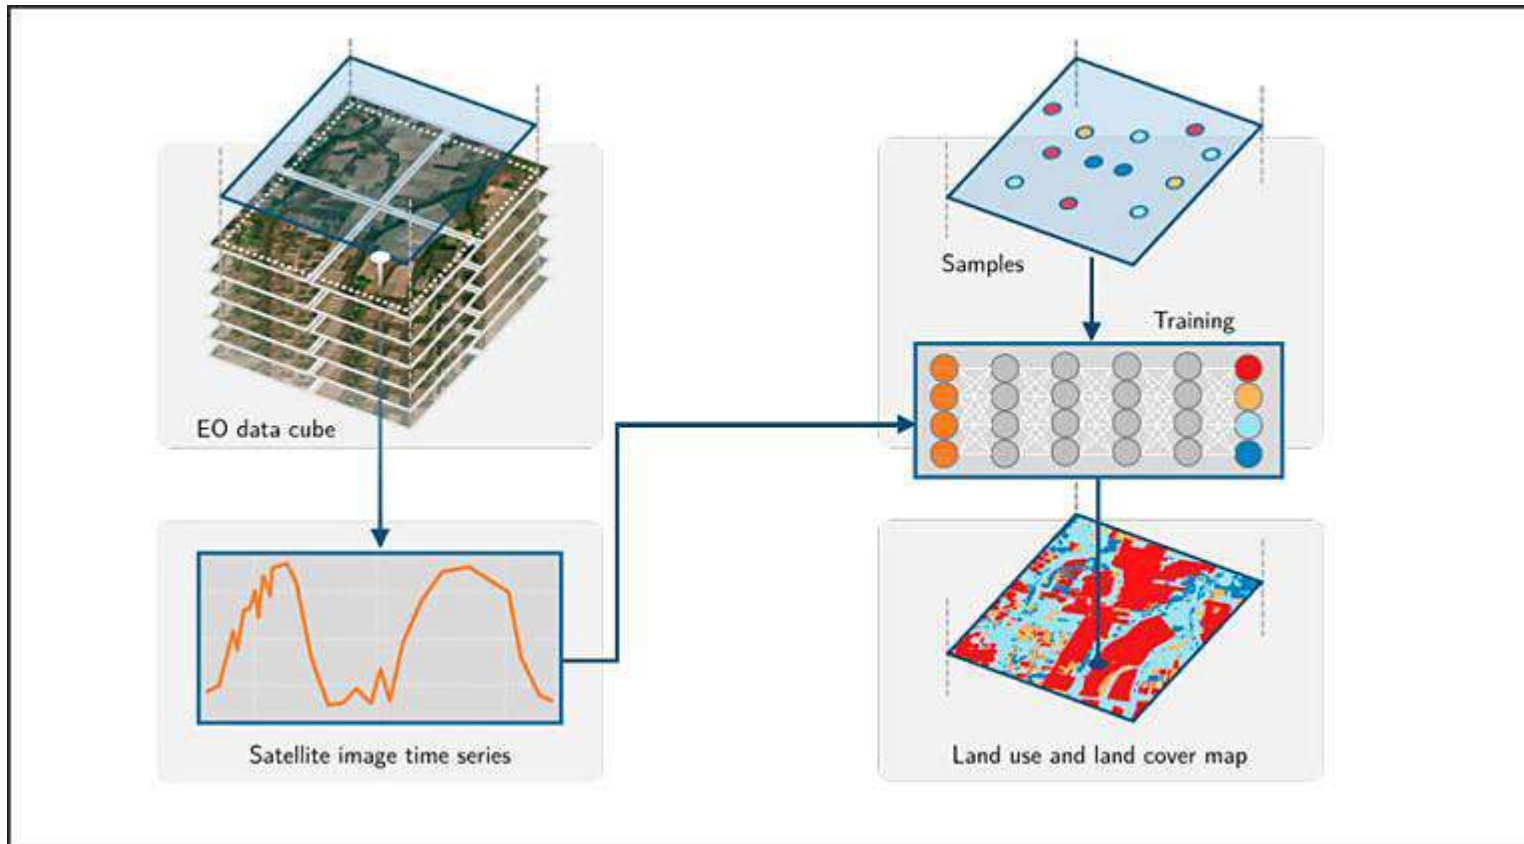 Samples
Training
EO data cube
Satellite image time series
Land use and land cover map